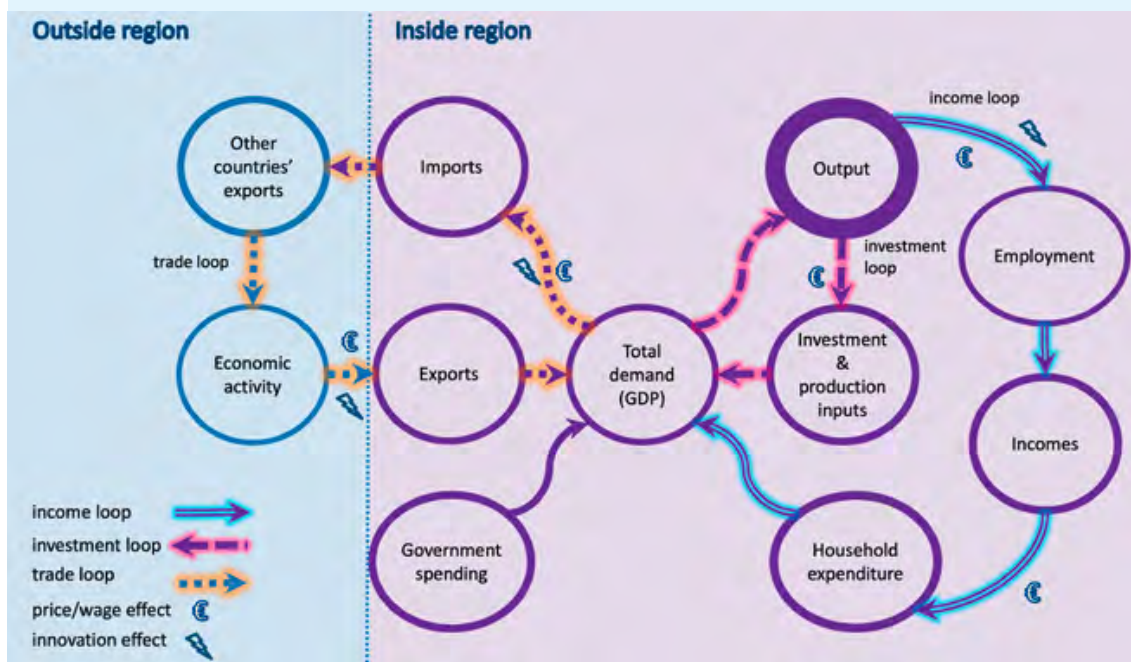 Outside region
Inside region
income loop
Other
countries'
exports
Imports
Output
trade loop
investment
loop
Employment
Economic
activity
Exports
Total
demand
(GDP)
Investment
&
production
inputs
Incomes
income loop
investment loop
trade loop
price/wage effect
innovation effect
Government
spending
Household
expenditure